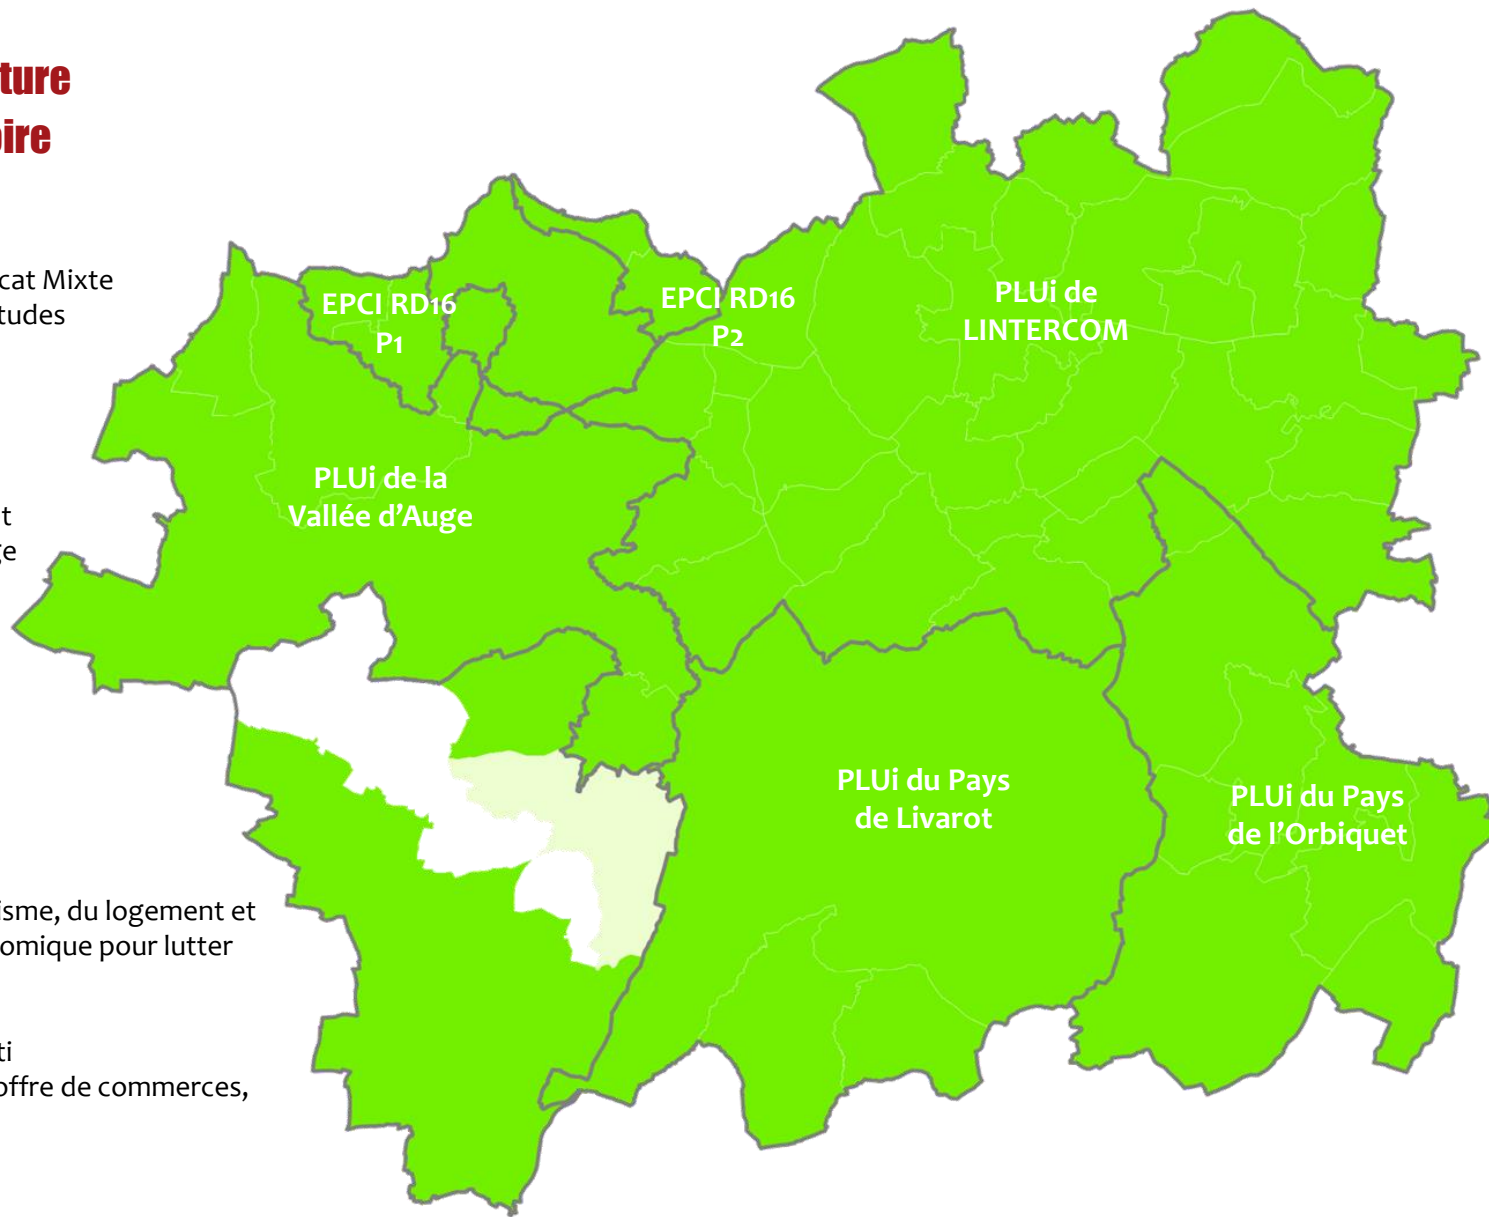 ture
oire
cat Mixte
tudes
t
ge
isme, du logement et
omique pour lutter
ti
offre de commerces,
EPCI RD16
P1
EPCI RD16
P2
PLUi de
LINTERCOM
PLUi de la
Vallée d'Auge
PLUi du Pays
de Livarot
PLUi du Pays
de l'Orbiquet